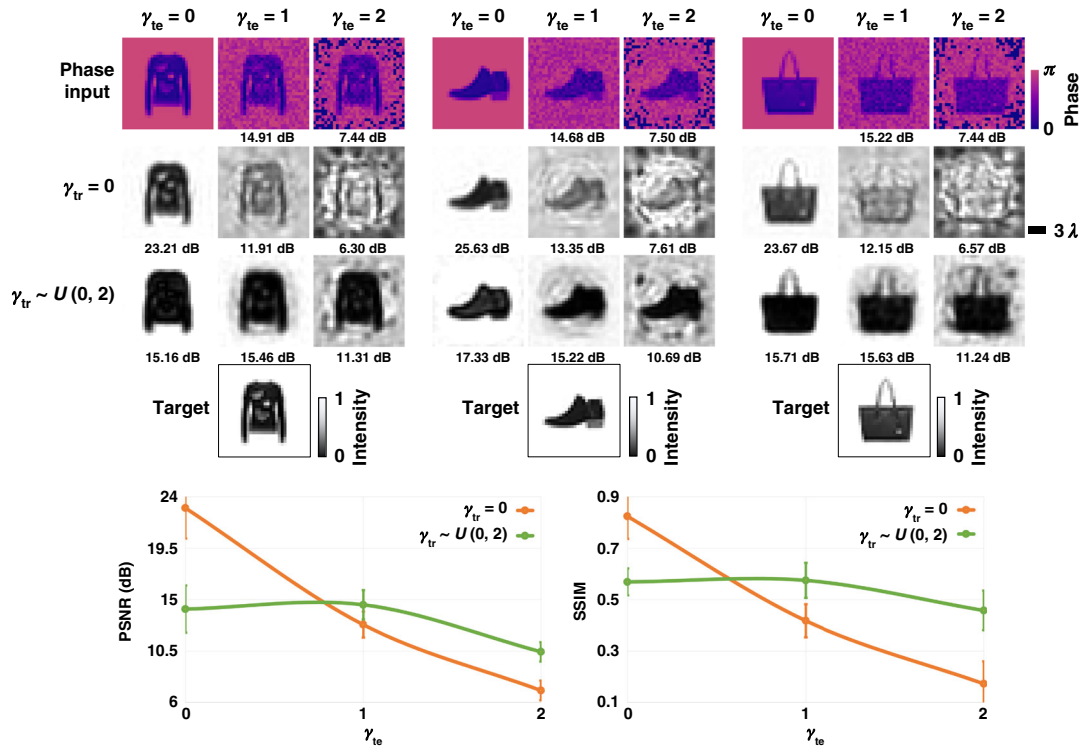 γte = 0 γte = 1 γte = 2 γte = 0 γte = 1 γte = 2 γte = 0 γte = 1 γte = 2
Phase input
π
0
Phase
14.91 dB 7.44 dB 14.68 dB 7.50 dB 15.22 dB 7.44 dB
γtr = 0
3 λ
23.21 dB 11.91 dB 6.30 dB 25.63 dB 13.35 dB 7.61 dB 23.67 dB 12.15 dB 6.57 dB
γtr ~ U (0, 2)
15.16 dB 15.46 dB 11.31 dB 17.33 dB 15.22 dB 10.69 dB 15.71 dB 15.63 dB 11.24 dB
Target 1 0 Intensity Target 1 0 Intensity Target 1 0 Intensity
24
19.5
15
10.5
6
PSNR (dB)
γtr = 0
γtr ~ U (0, 2)
0 1 2
γte
0.9
0.7
0.5
0.3
0.1
SSIM
γtr = 0
γtr ~ U (0, 2)
0 1 2
γte